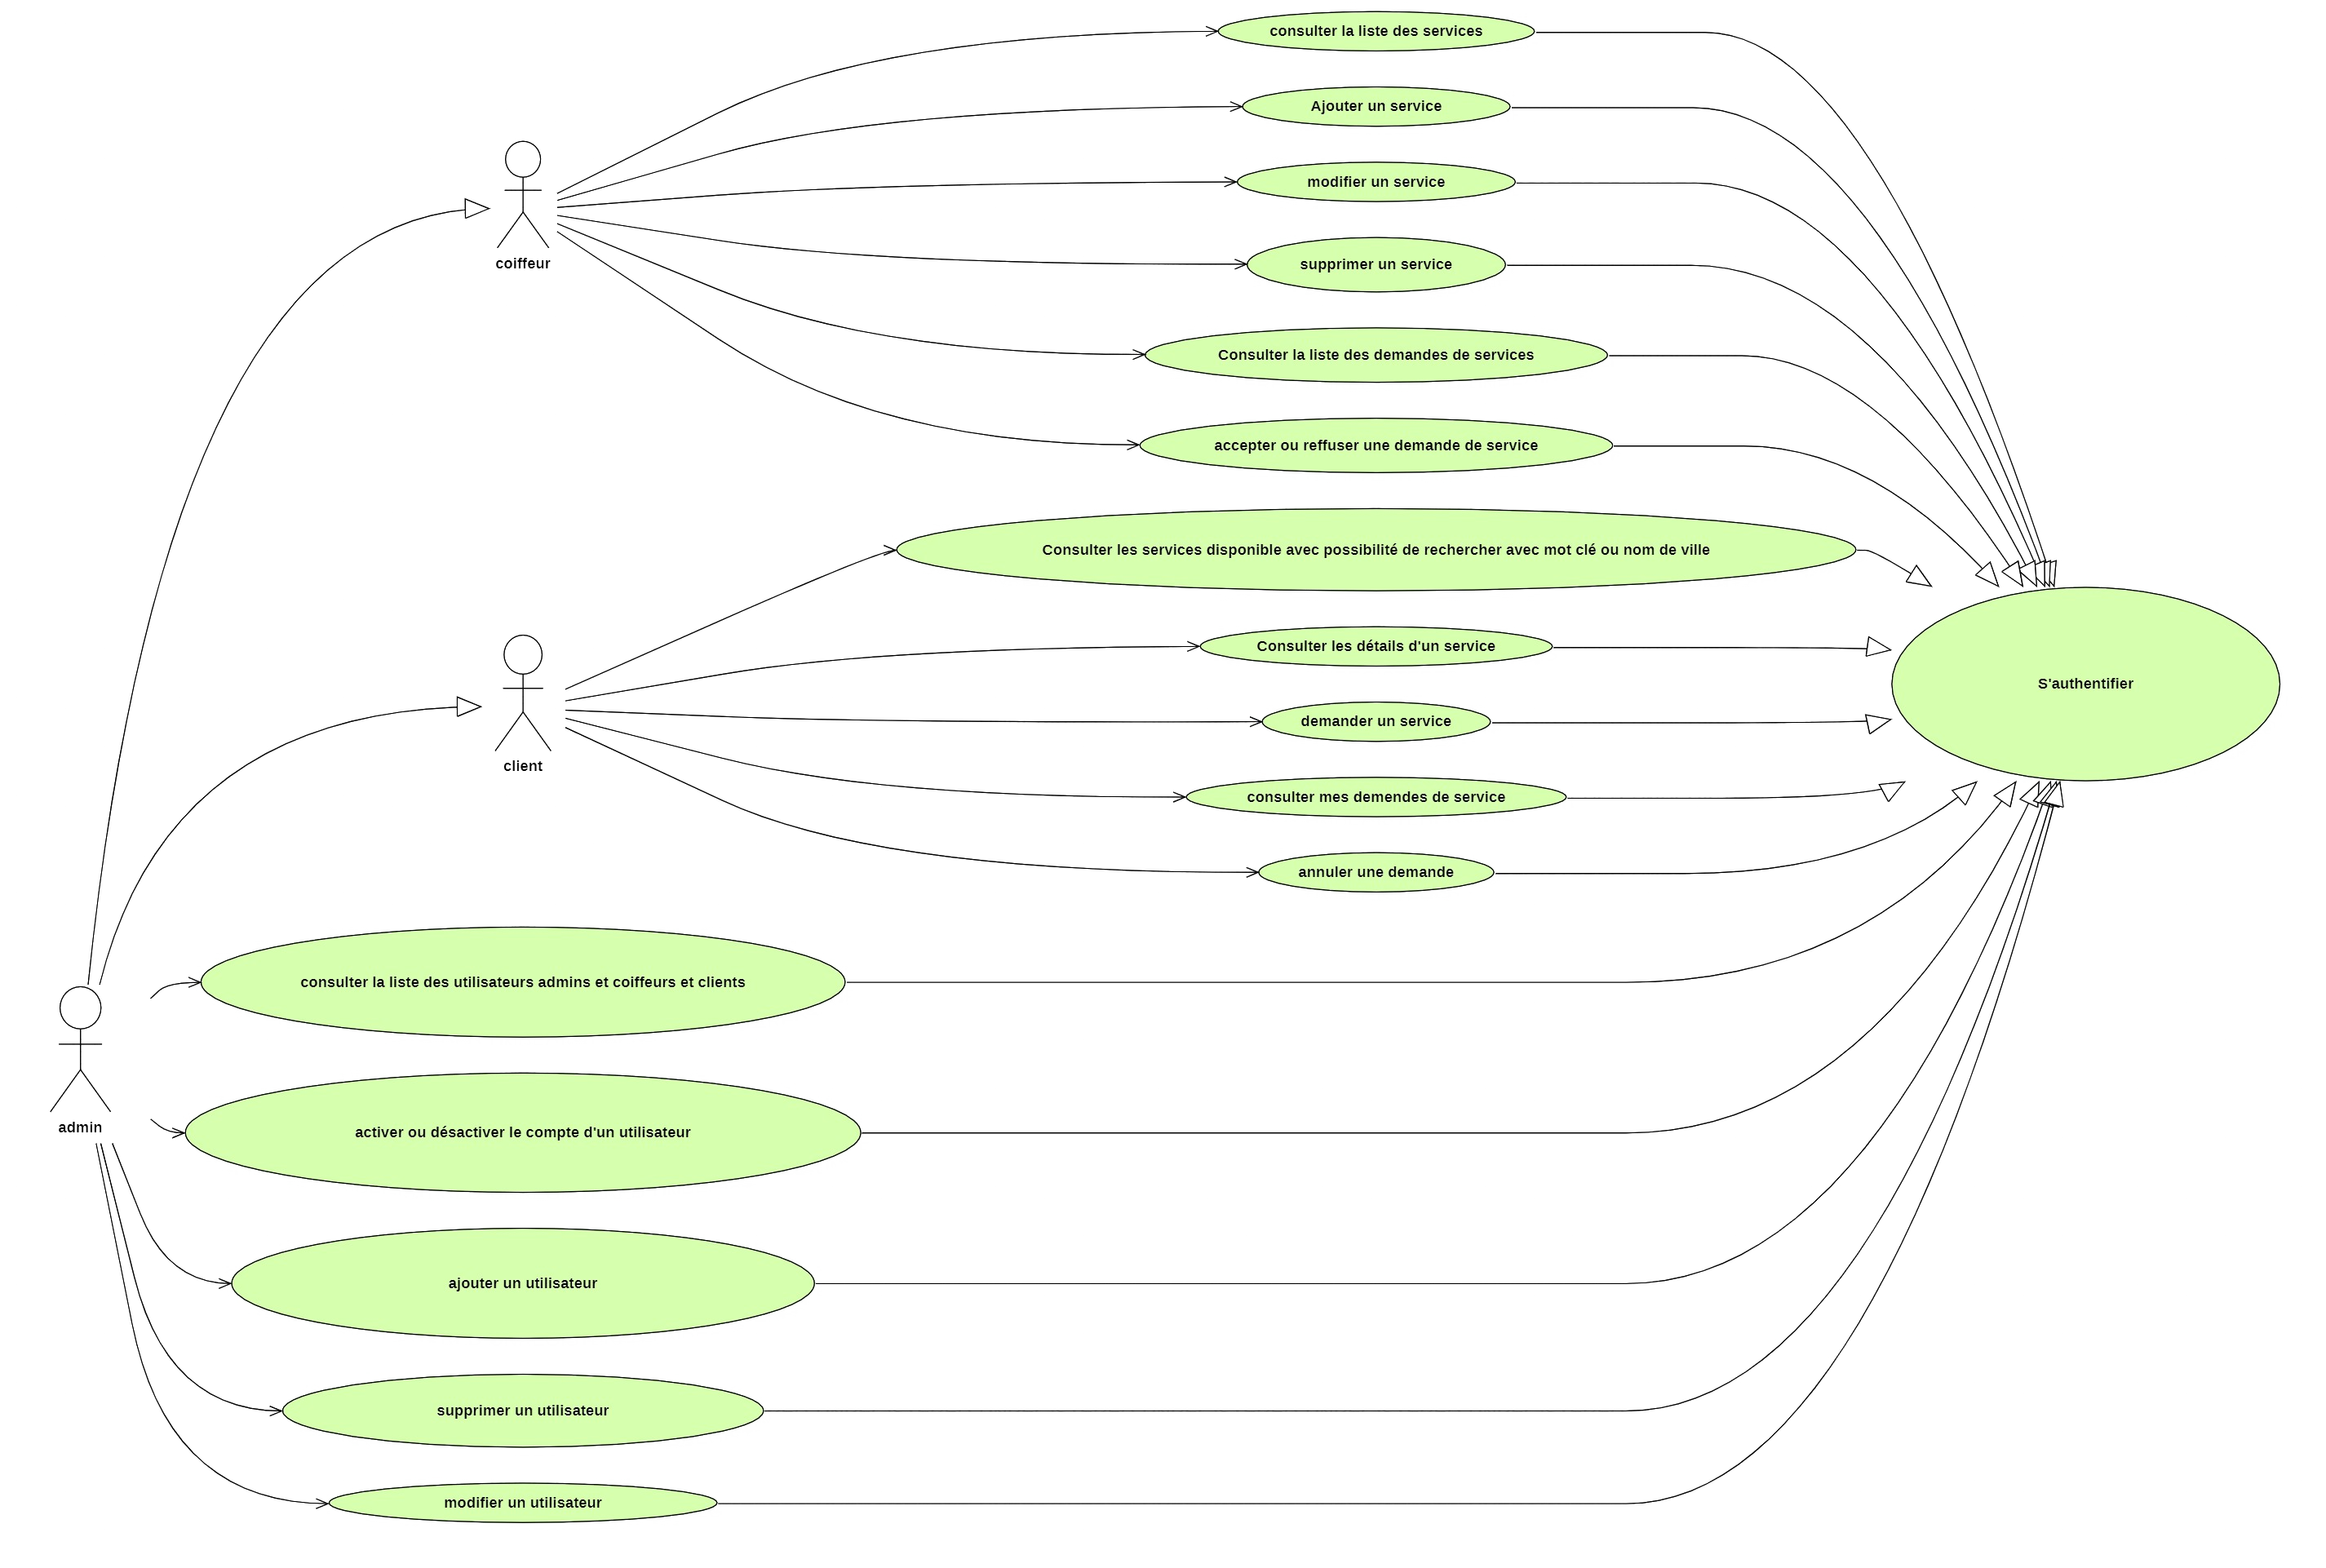 consulter la liste des services
Ajouter un service
modifier un service
supprimer un service
coiffeur
Consulter la liste des demandes de services
accepter ou reffuser une demande de service
Consulter les services disponible avec possibilité de rechercher avec mot clé ou nom de ville
Consulter les détails d'un service
S'authentifier
demander un service
client
consulter mes demendes de service
annuler une demande
consulter la liste des utilisateurs admins et coiffeurs et clients
admin
activer ou désactiver le compte d'un utilisateur
ajouter un utilisateur
supprimer un utilisateur
modifier un utilisateur